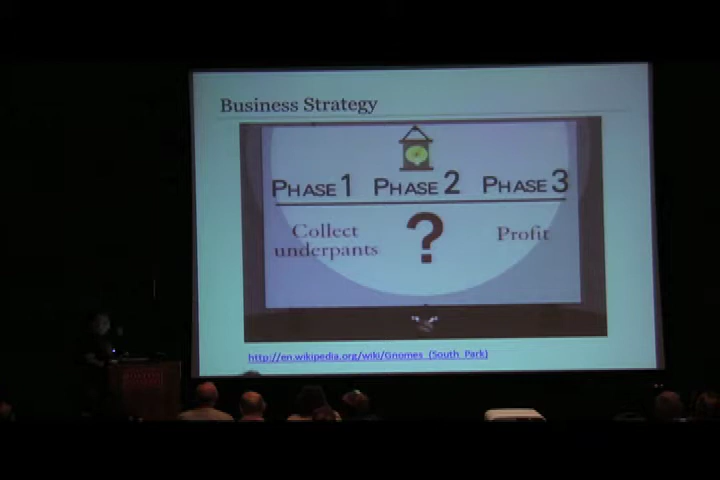 Business Strategy
PHASE 1 PHASE 2 PHASE 3
Collect underpants
?
Profit
http://en.wikipedia.org/wiki/Gnomes_(South_Park)